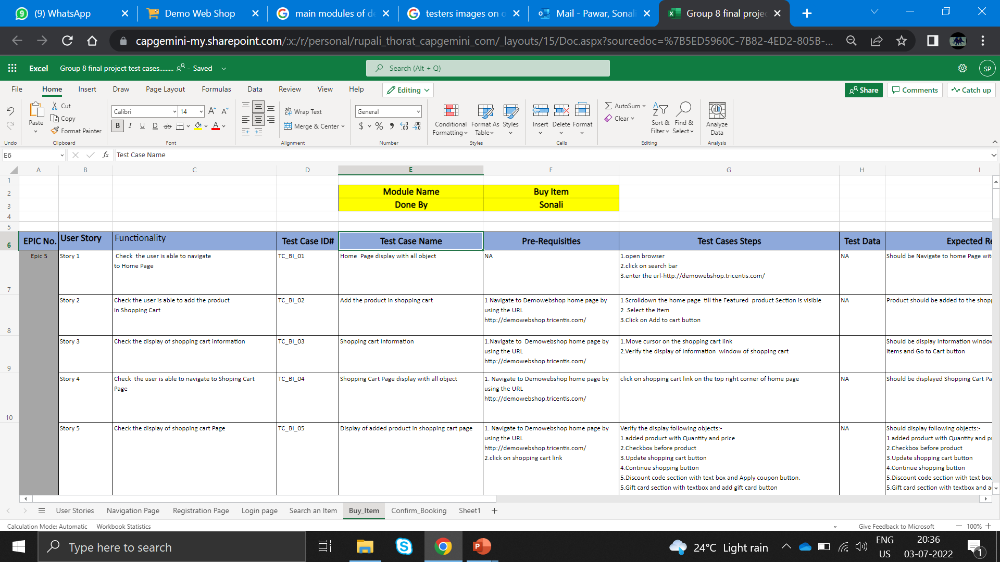 (9) WhatsApp
Demo Web Shop
main modules of de
testers images on c
Mail - Pawar, Sonali
Group 8 final projec
capgemini-my.sharepoint.com/:x:/r/personal/rupali_thorat_capgemini_com/_layouts/15/Doc.aspx?sourcedoc=%7B5ED5960C-7B82-4ED2-805B-...
Excel Group 8 final project test cases......... - Saved
Search (Alt + Q)
SP
File Home Insert Draw Page Layout Formulas Data Review View Help Editing
Share Comments Catch up
Paste Cut Copy Format Painter
Calibri 14
B I U D ab
Wrap Text
Merge & Center
General
$ % 9 .00 .00
Conditional Formatting Format As Table Styles
Insert Delete Format
AutoSum
Clear
Sort & Filter Find & Select
Analyze Data
Undo Clipboard Font Alignment Number Styles Cells Editing Analysis
E6 fx Test Case Name
A B C D E F G H I
1
2 Module Name Buy Item
3 Done By Sonali
4
5
6 EPIC No. User Story Functionality Test Case ID# Test Case Name Pre-Requisities Test Cases Steps Test Data Expected Re
Epic 5 Story 1 Check the user is able to navigate TC_BI_01 Home Page display with all object NA 1.open browser NA Should be Navigate to home Page wit
to Home Page 2.click on search bar
3.enter the url-http://demowebshop.tricentis.com/
7
Story 2 Check the user is able to add the product TC_BI_02 Add the product in shopping cart 1 Navigate to Demowebshop home page by 1 Scrolldown the home page till the Featured product Section is visible NA Product should be added to the shopp
in Shopping Cart using the URL 2 .Select the item
http://demowebshop.tricentis.com/ 3.Click on Add to cart button
8
Story 3 Check the display of shopping cart information TC_BI_03 Shopping cart Information 1.Navigate to Demowebshop home page by 1.Move cursor on the shopping cart link Should be display Information window
using the URL 2.Verify the display of Information window of shopping cart items and Go to Cart button
http://demowebshop.tricentis.com/
9
Story 4 Check the user is able to navigate to Shoping Cart TC_BI_04 Shopping Cart Page display with all object 1. Navigate to Demowebshop home page by click on shopping cart link on the top right corner of home page NA Should be displayed Shopping Cart Pa
Page using the URL
http://demowebshop.tricentis.com/
10
Story 5 Check the display of shopping cart Page TC_BI_05 Display of added product in shopping cart page 1. Navigate to Demowebshop home page by Verify the display following objects:- NA Should display following objects:-
using the URL 1.added product with Quantity and price 1.added product with Quantity and pr
http://demowebshop.tricentis.com/ 2.Checkbox before product 2.Checkbox before product
2.click on shopping cart link 3.Update shopping cart button 3.Update shopping cart button
4.Continue shopping button 4.Continue shopping button
5.Discount code section with text box and Apply coupon button. 5.Discount code section with text box
5.Gift card section with textbox and add gift card button 5.Gift card section with textbox and a
User Stories Navigation Page Registration Page Login page Search an Item Buy_Item Confirm_Booking Sheet1
Calculation Mode: Automatic Workbook Statistics Give Feedback to Microsoft 100%
Type here to search
24°C Light rain
ENG US
20:36
03-07-2022
1